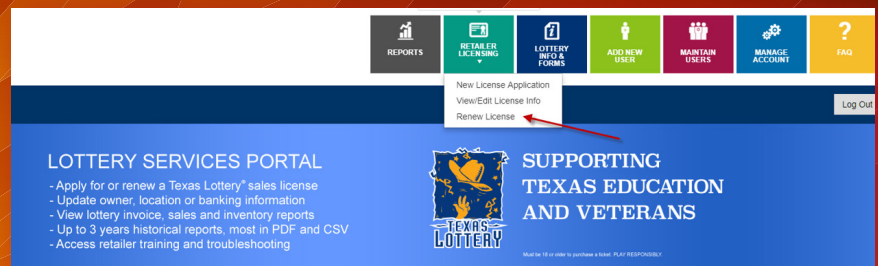 REPORTS
RETAILER
LICENSING
LOTTERY
INFO &
FORMS
ADD NEW
USER
MAINTAIN
USERS
MANAGE
ACCOUNT
?
FAQ
New License Application
View/Edit License Info
Renew License
Log Out
LOTTERY SERVICES PORTAL
- Apply for or renew a Texas Lottery® sales license
- Update owner, location or banking information
- View lottery invoice, sales and inventory reports
- Up to 3 years historical reports, most in PDF and CSV
- Access retailer training and troubleshooting
TEXAS
LOTTERY
SUPPORTING
TEXAS EDUCATION
AND VETERANS
Must be 18 or older to purchase a ticket. PLAY RESPONSIBLY.